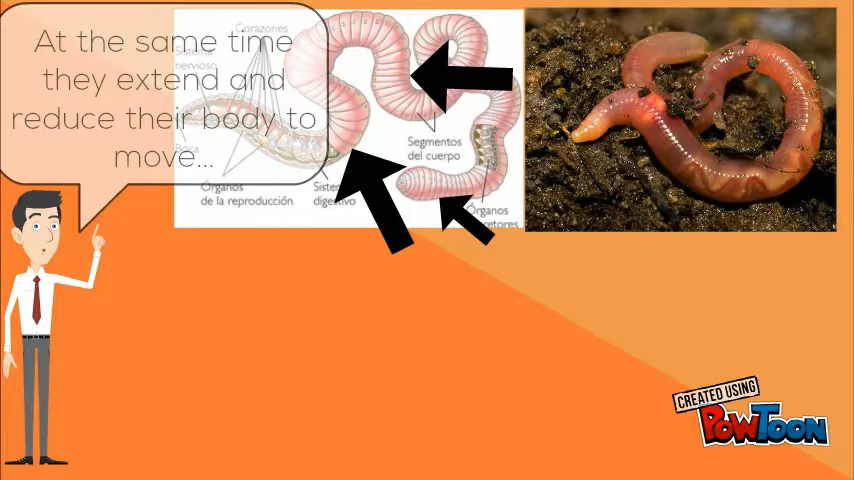 At the same time
they extend and
reduce their body to
move...
Corazones
Sistema
nervioso
Boca
Órganos
de la reproducción
Segmentos
del cuerpo
Órganos
CREATED USING
POWTOON